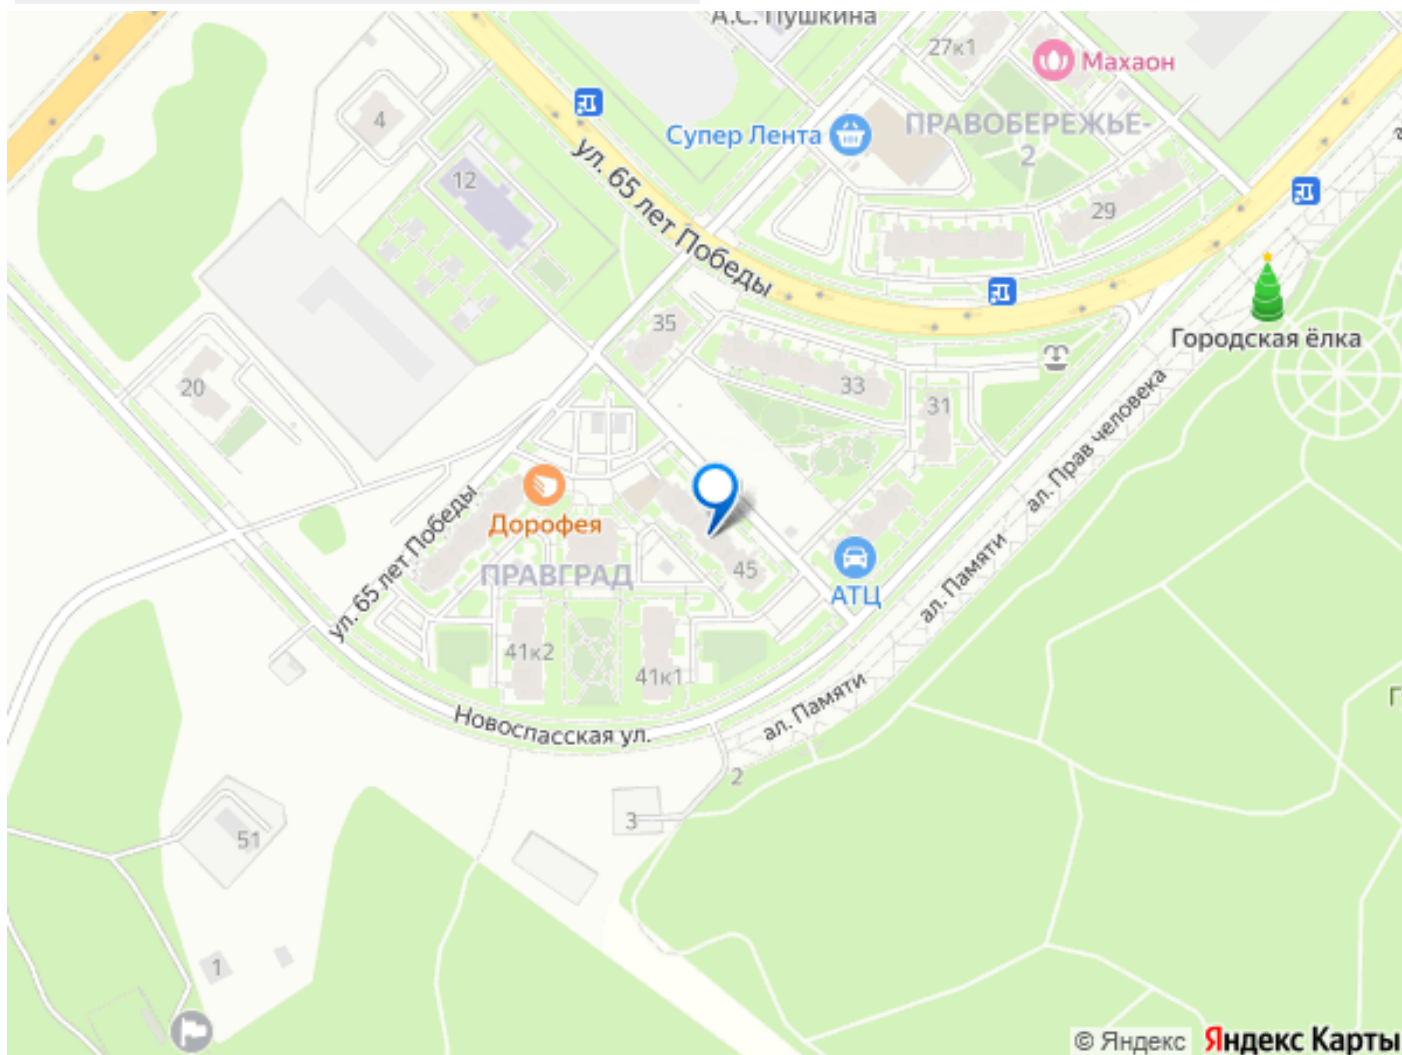 А.С. Пушкина
27к1
Махаон
4
Супер Лента
ПРАВОБЕРЕЖЬЕ-
2
ул. 65 лет Победы
12
29
35
Городская ёлка
33
20
31
ал. Прав человека
Дорофея
ул. 65 лет Победы
ПРАВГРАД
45
АТЦ
ал. Памяти
41к2
41к1
ал. Памяти
Новоспасская ул.
2
3
51
1
© Яндекс Яндекс Карты